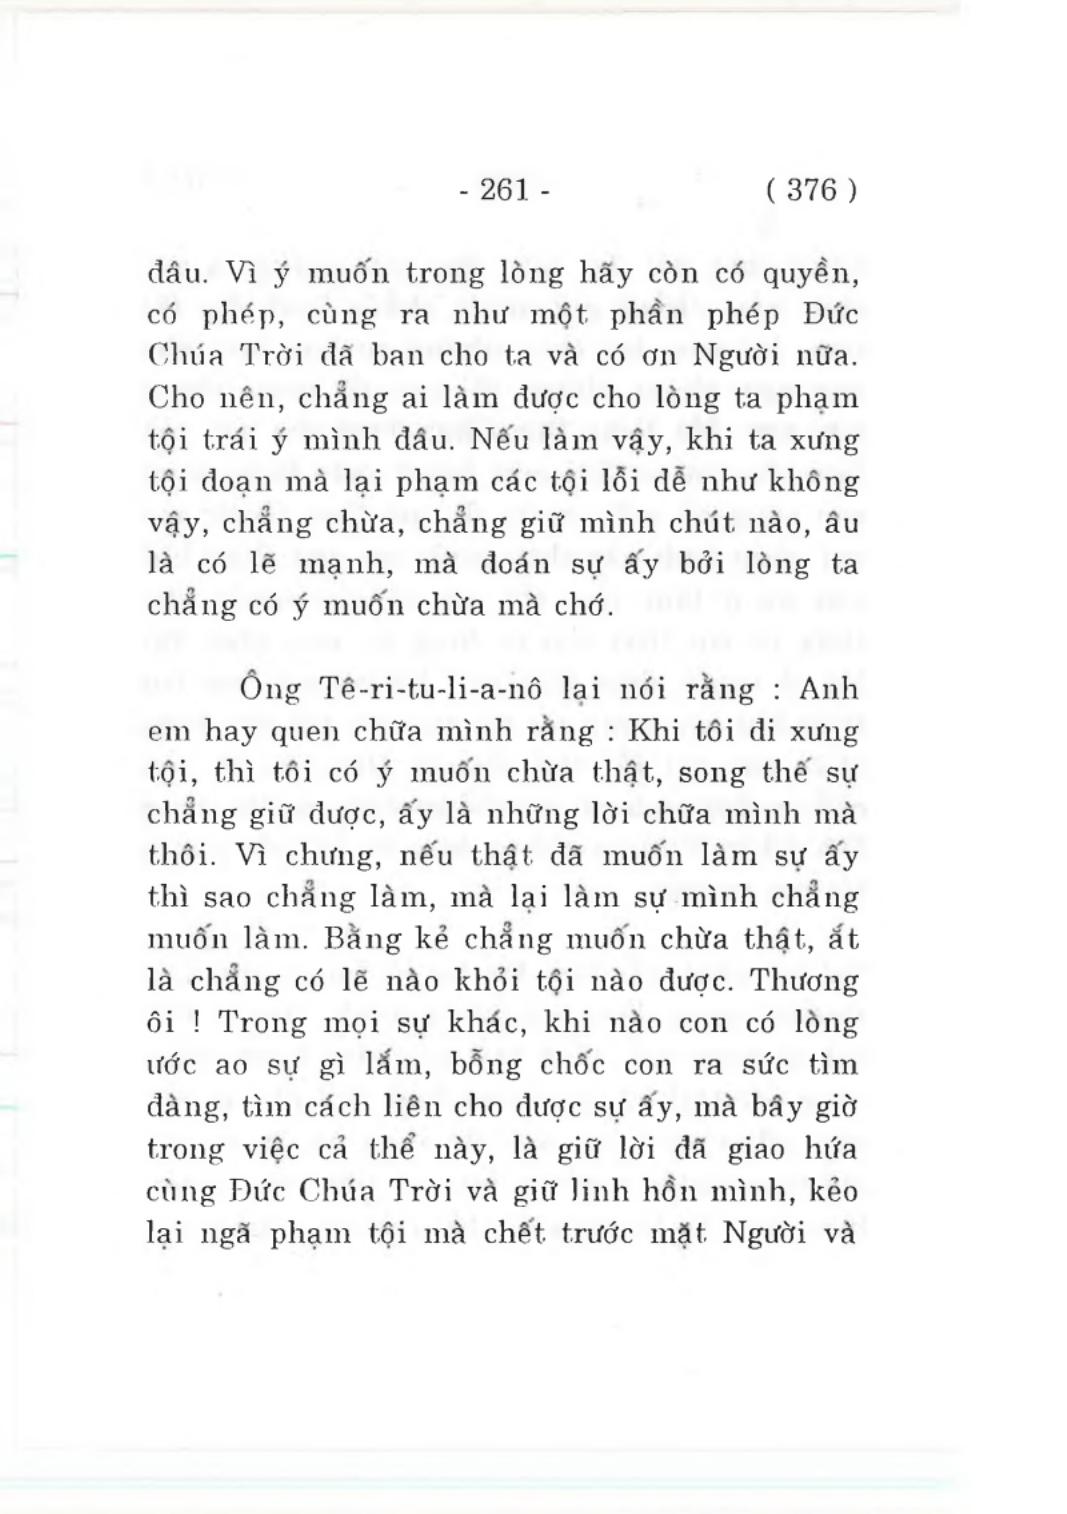 - 261 - ( 376 )
đâu. Vì ý muốn trong lòng hãy còn có quyền,
có phép, cùng ra như một phần phép Đức
Chúa Trời đã ban cho ta và có ơn Người nữa.
Cho nên, chẳng ai làm được cho lòng ta phạm
tội trái ý mình đâu. Nếu làm vậy, khi ta xưng
tội đoạn mà lại phạm các tội lỗi dễ như không
vậy, chẳng chừa, chẳng giữ mình chút nào, âu
là có lẽ mạnh, mà đoán sự ấy bởi lòng ta
chẳng có ý muốn chừa mà chớ.
Ông Tê-ri-tu-li-a-nô lại nói rằng : Anh
em hay quen chữa mình rằng : Khi tôi đi xưng
tội, thì tôi có ý muốn chừa thật, song thế sự
chẳng giữ được, ấy là những lời chữa mình mà
thôi. Vì chưng, nếu thật đã muốn làm sự ấy
thì sao chẳng làm, mà lại làm sự mình chẳng
muốn làm. Bằng kẻ chẳng muốn chừa thật, ắt
là chẳng có lẽ nào khỏi tội nào được. Thương
ôi ! Trong mọi sự khác, khi nào con có lòng
ước ao sự gì lắm, bỗng chốc con ra sức tìm
đàng, tìm cách liên cho được sự ấy, mà bây giờ
trong việc cả thể này, là giữ lời đã giao hứa
cùng Đức Chúa Trời và giữ linh hồn mình, kẻo
lại ngã phạm tội mà chết trước mặt Người và